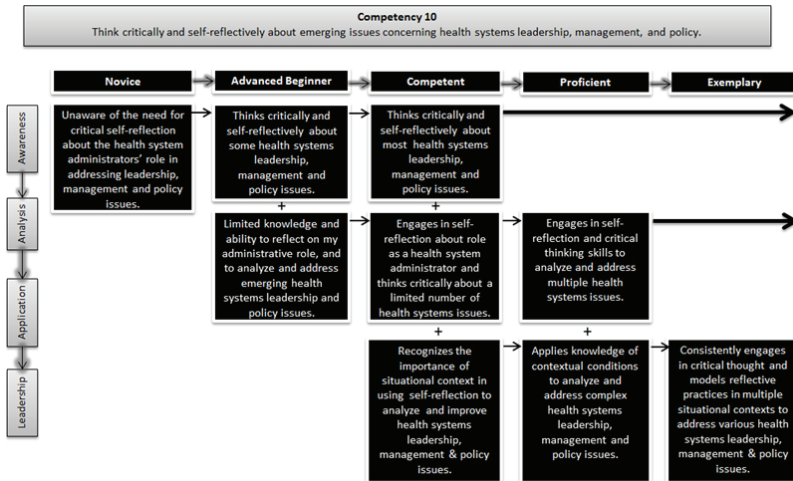 Competency 10
Think critically and self-reflectively about emerging issues concerning health systems leadership, management, and policy.
Novice
Advanced Beginner
Competent
Proficient
Exemplary
Awareness
Unaware of the need for
critical self-reflection
about the health system
administrators' role in
addressing leadership,
management and policy
issues.
Thinks critically and
self-reflectively about
some health systems
leadership,
management and
policy issues.
Thinks critically and
self-reflectively about
most health systems
leadership,
management and
policy issues.
+
+
Analysis
Limited knowledge and
ability to reflect on my
administrative role, and
to analyze and address
emerging health
systems leadership and
policy issues.
Engages in self-
reflection about role
as a health system
administrator and
thinks critically about a
limited number of
health systems issues.
Engages in self-
reflection and critical
thinking skills to
analyze and address
multiple health
systems issues.
+
+
Application
Leadership
Recognizes the
importance of
situational context in
using self-reflection to
analyze and improve
health systems
leadership,
management & policy
issues.
Applies knowledge of
contextual conditions to
analyze and
address complex
health systems
leadership,
management and
policy issues.
Consistently engages
in critical thought and
models reflective
practices in multiple
situational contexts to
address various health
systems leadership,
management & policy
issues.